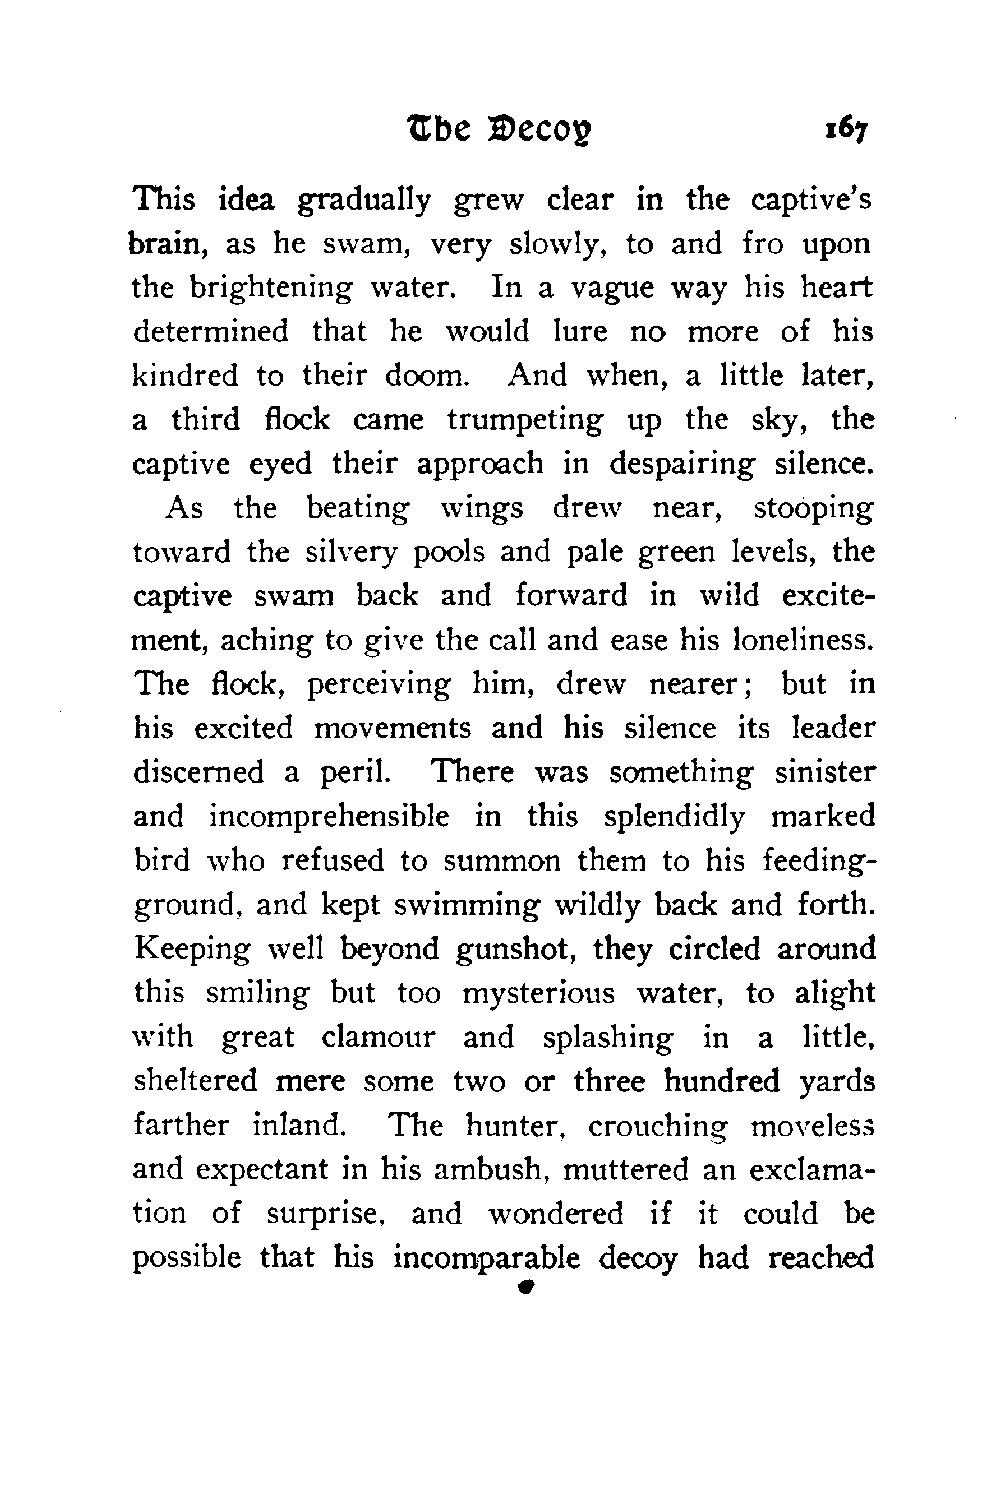 The Decoy 167
This idea gradually grew clear in the captive's
brain, as he swam, very slowly, to and fro upon
the brightening water. In a vague way his heart
determined that he would lure no more of his
kindred to their doom. And when, a little later,
a third flock came trumpeting up the sky, the
captive eyed their approach in despairing silence.
As the beating wings drew near, stooping
toward the silvery pools and pale green levels, the
captive swam back and forward in wild excite-
ment, aching to give the call and ease his loneliness.
The flock, perceiving him, drew nearer; but in
his excited movements and his silence its leader
discerned a peril. There was something sinister
and incomprehensible in this splendidly marked
bird who refused to summon them to his feeding-
ground, and kept swimming wildly back and forth.
Keeping well beyond gunshot, they circled around
this smiling but too mysterious water, to alight
with great clamour and splashing in a little,
sheltered mere some two or three hundred yards
farther inland. The hunter, crouching moveless
and expectant in his ambush, muttered an exclama-
tion of surprise, and wondered if it could be
possible that his incomparable decoy had reached